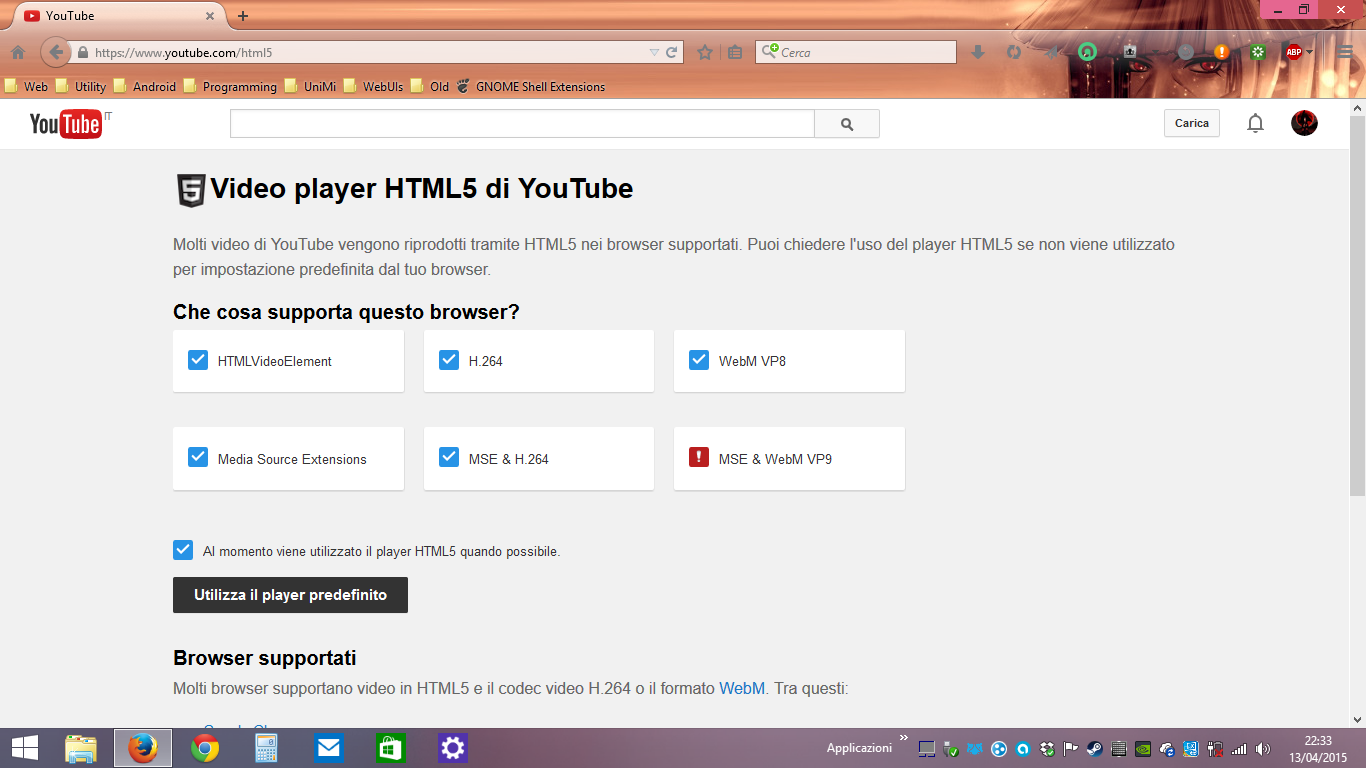 YouTube
https://www.youtube.com/html5
Cerca
ABP
Web Utility Android Programming UniMi WebUIs Old GNOME Shell Extensions
YouTube IT
Carica
5 Video player HTML5 di YouTube
Molti video di YouTube vengono riprodotti tramite HTML5 nei browser supportati. Puoi chiedere l'uso del player HTML5 se non viene utilizzato
per impostazione predefinita dal tuo browser.
Che cosa supporta questo browser?
HTMLVideoElement H.264 WebM VP8
Media Source Extensions MSE & H.264 ! MSE & WebM VP9
Al momento viene utilizzato il player HTML5 quando possibile.
Utilizza il player predefinito
Browser supportati
Molti browser supportano video in HTML5 e il codec video H.264 o il formato WebM. Tra questi:
Applicazioni
22:33
13/04/2015